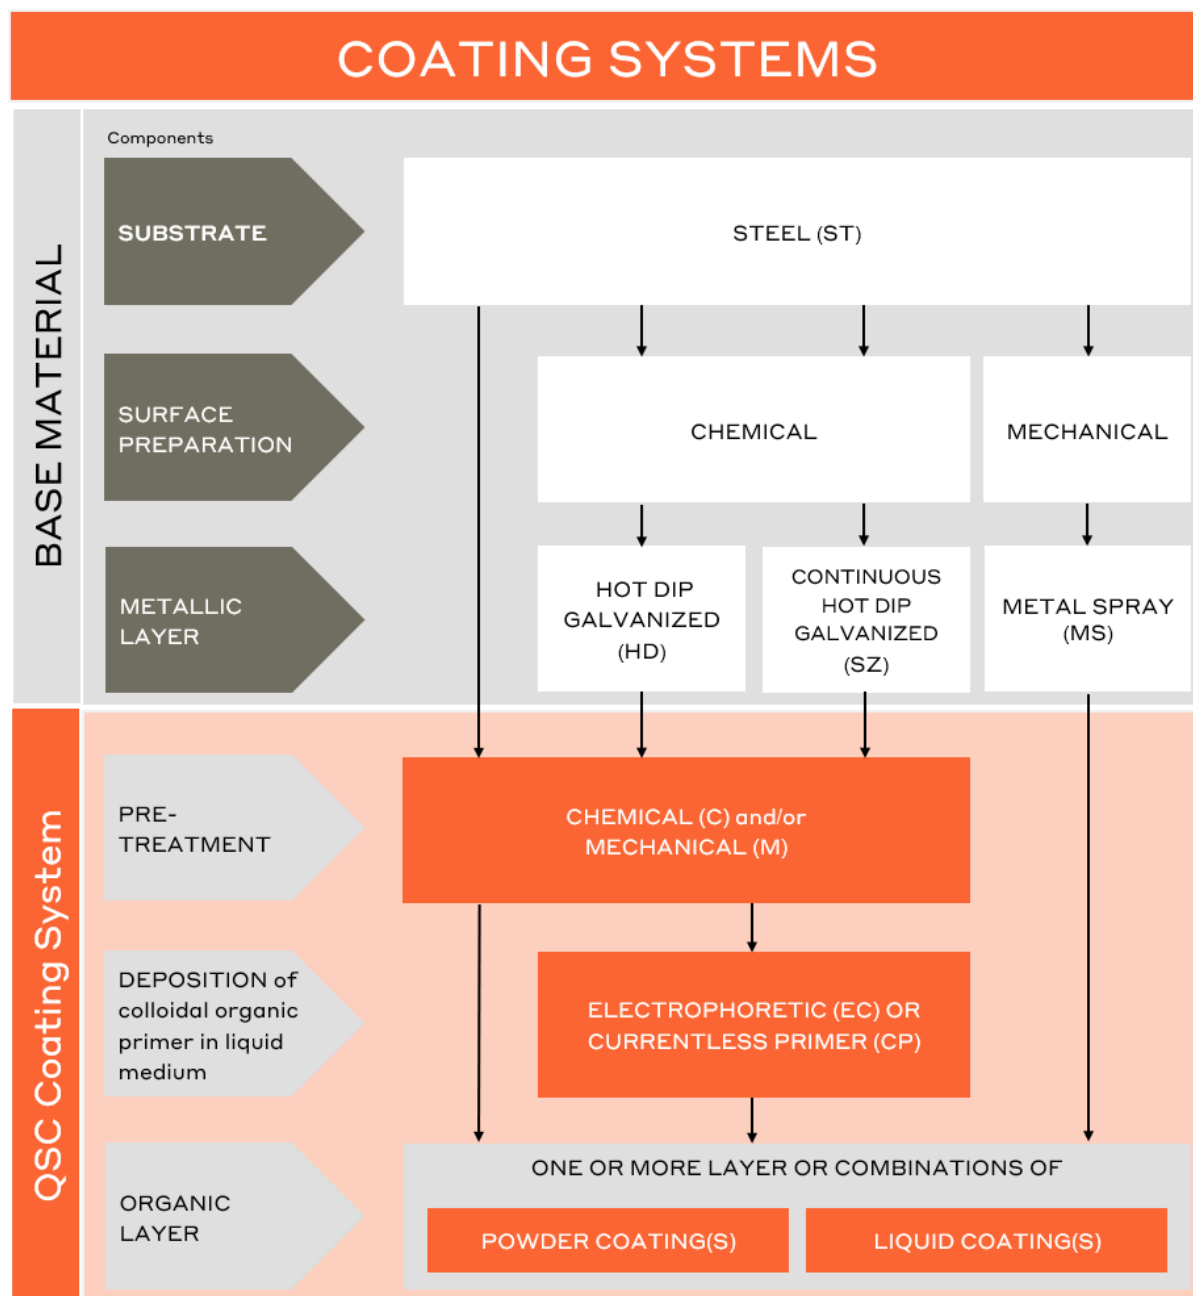 COATING SYSTEMS
BASE MATERIAL
Components
SUBSTRATE
STEEL (ST)
SURFACE
PREPARATION
CHEMICAL
MECHANICAL
METALLIC
LAYER
HOT DIP
GALVANIZED
(HD)
CONTINUOUS
HOT DIP
GALVANIZED
(SZ)
METAL SPRAY
(MS)
QSC Coating System
PRE-
TREATMENT
CHEMICAL (C) and/or
MECHANICAL (M)
DEPOSITION of
colloidal organic
primer in liquid
medium
ELECTROPHORETIC (EC) OR
CURRENTLESS PRIMER (CP)
ORGANIC
LAYER
ONE OR MORE LAYER OR COMBINATIONS OF
POWDER COATING(S)
LIQUID COATING(S)